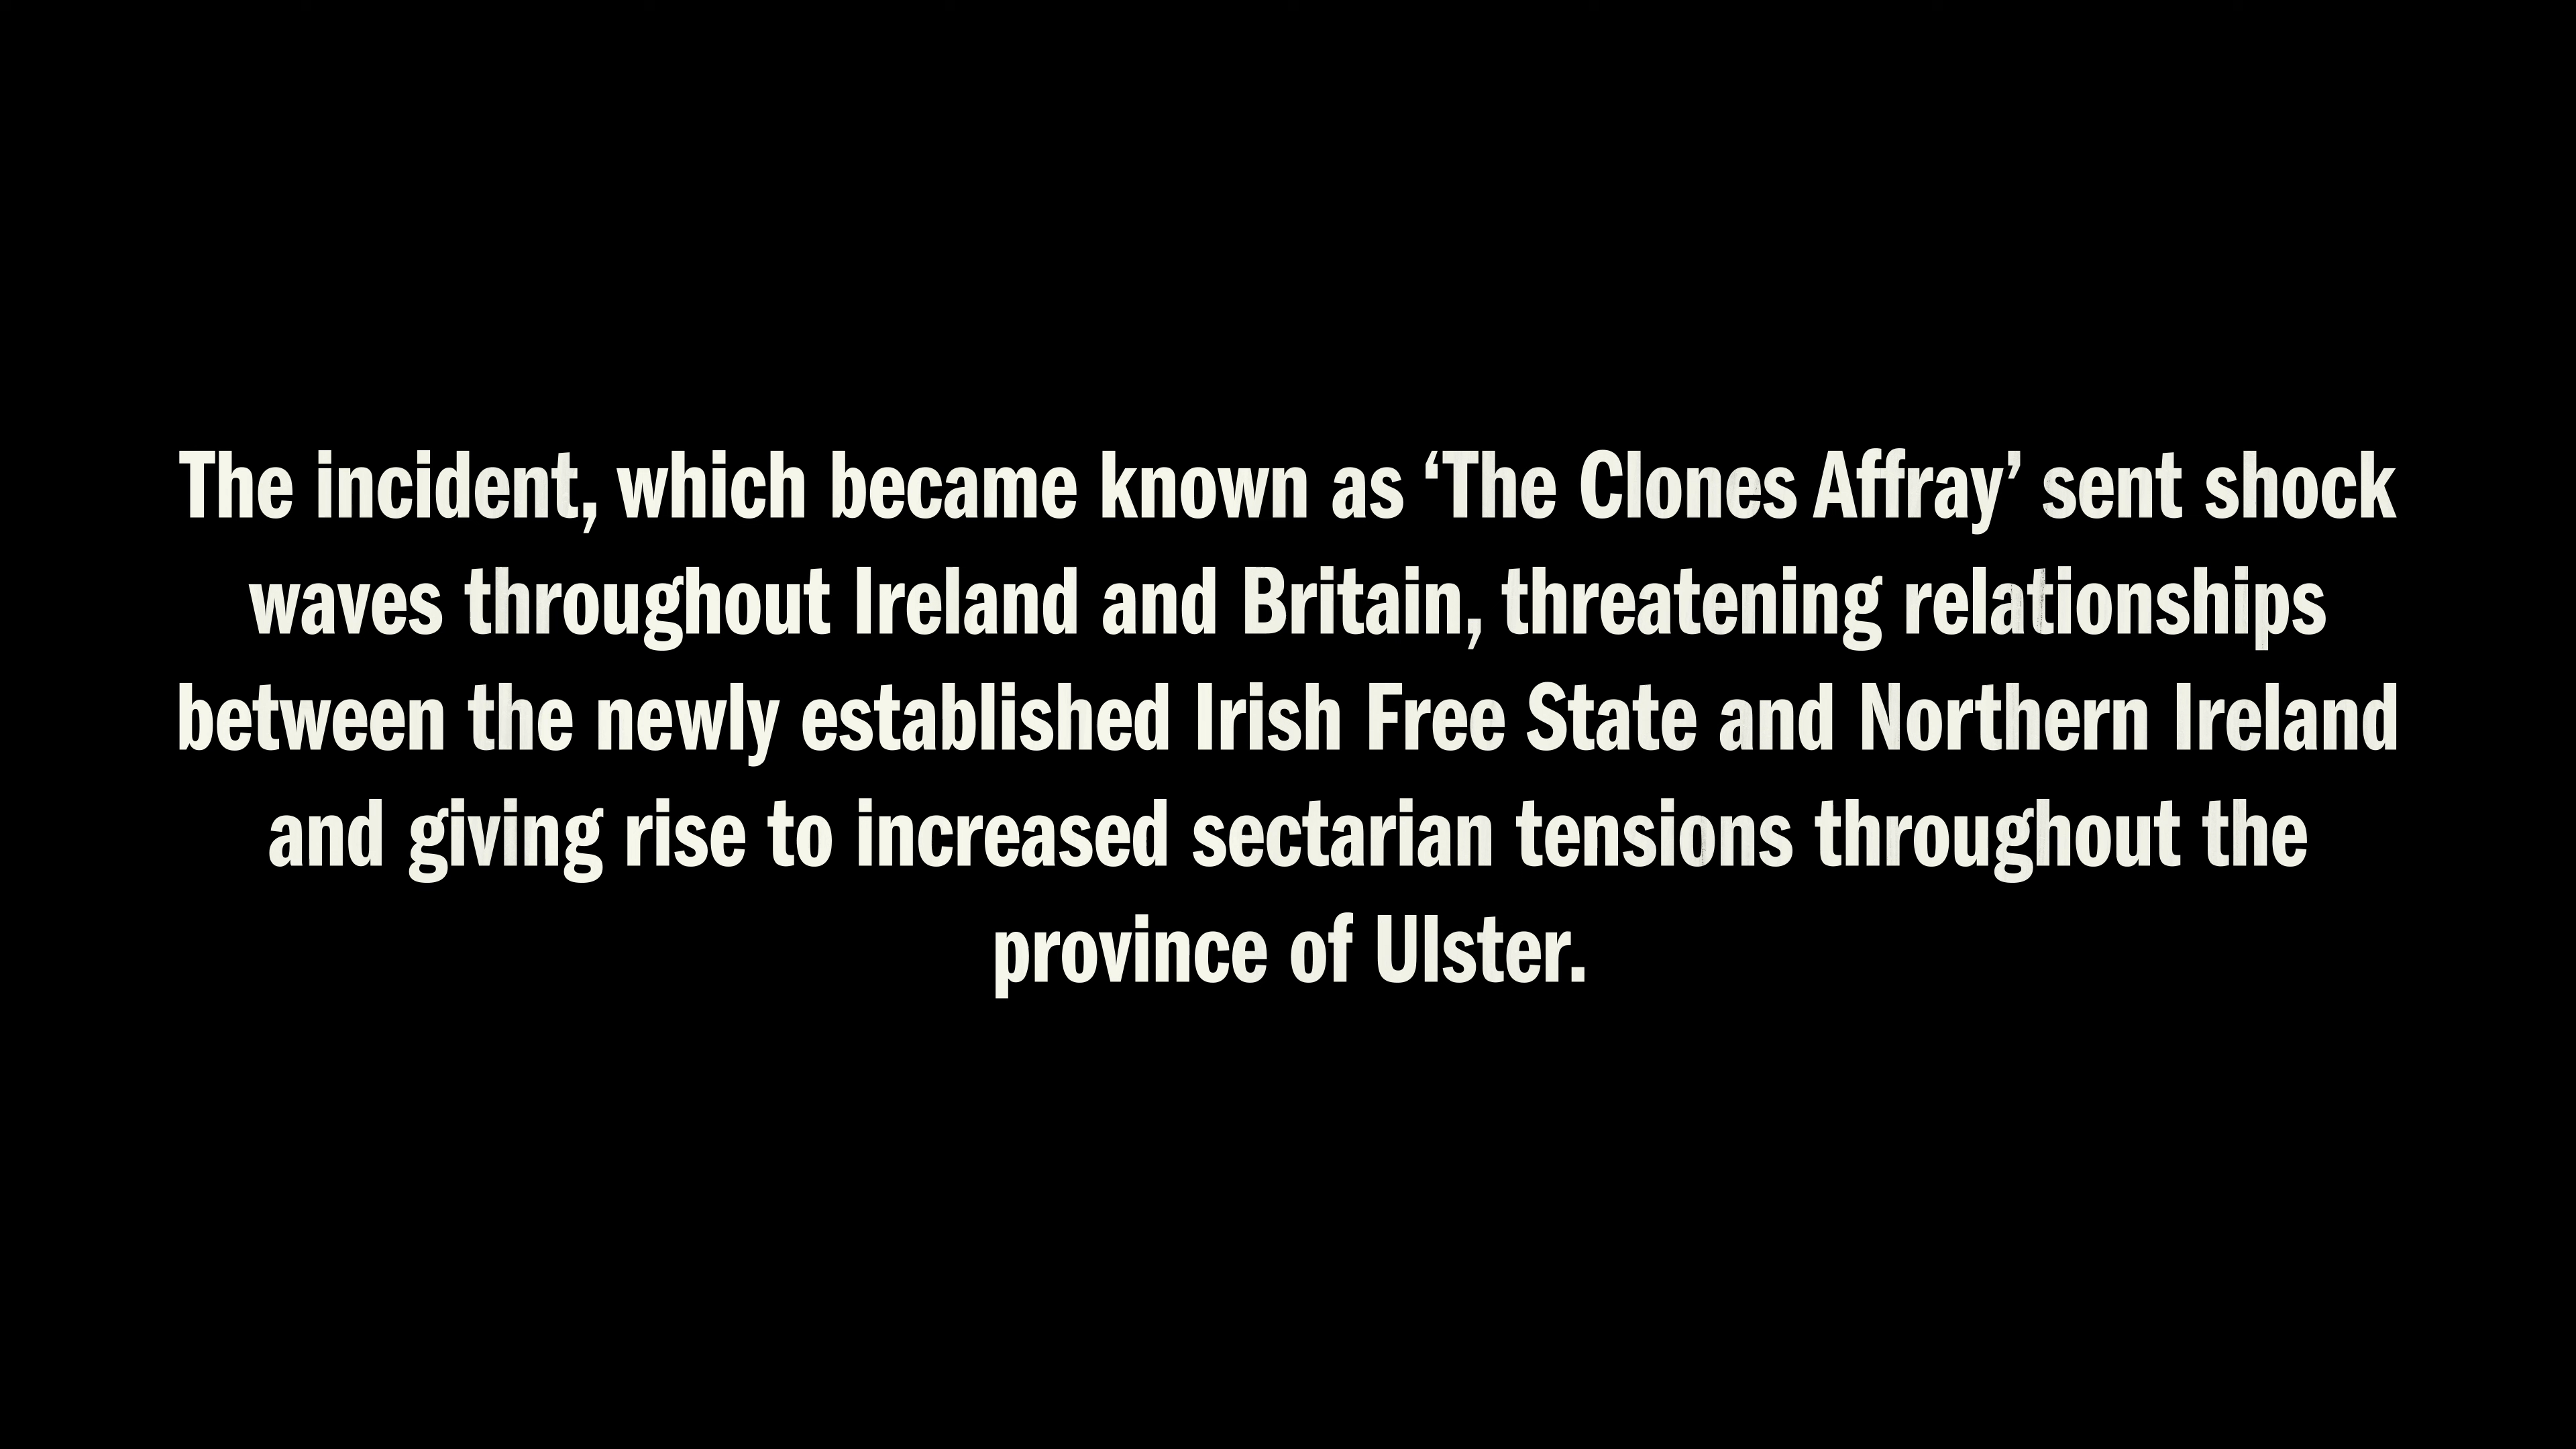 The incident, which became known as ‘The Clones Affray’ sent shock
waves throughout Ireland and Britain, threatening relationships
between the newly established Irish Free State and Northern Ireland
and giving rise to increased sectarian tensions throughout the
province of Ulster.